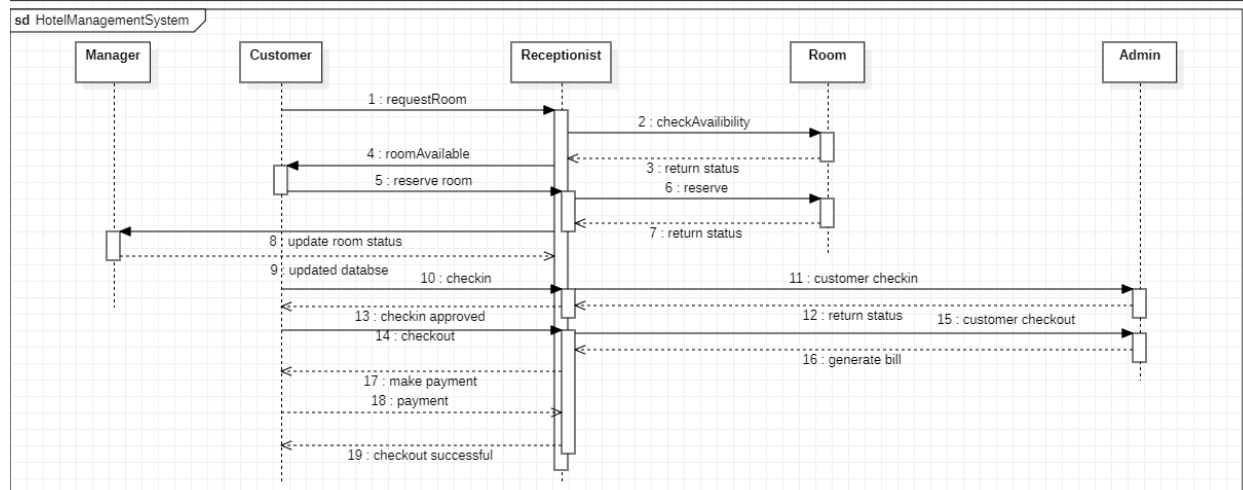 sd HotelManagementSystem
Manager
Customer
Receptionist
Room
Admin
1 : requestRoom
2 : checkAvailibility
3 : return status
4 : roomAvailable
5 : reserve room
6 : reserve
7 : return status
8 : update room status
9 : updated databse
10 : checkin
11 : customer checkin
12 : return status
13 : checkin approved
14 : checkout
15 : customer checkout
16 : generate bill
17 : make payment
18 : payment
19 : checkout successful